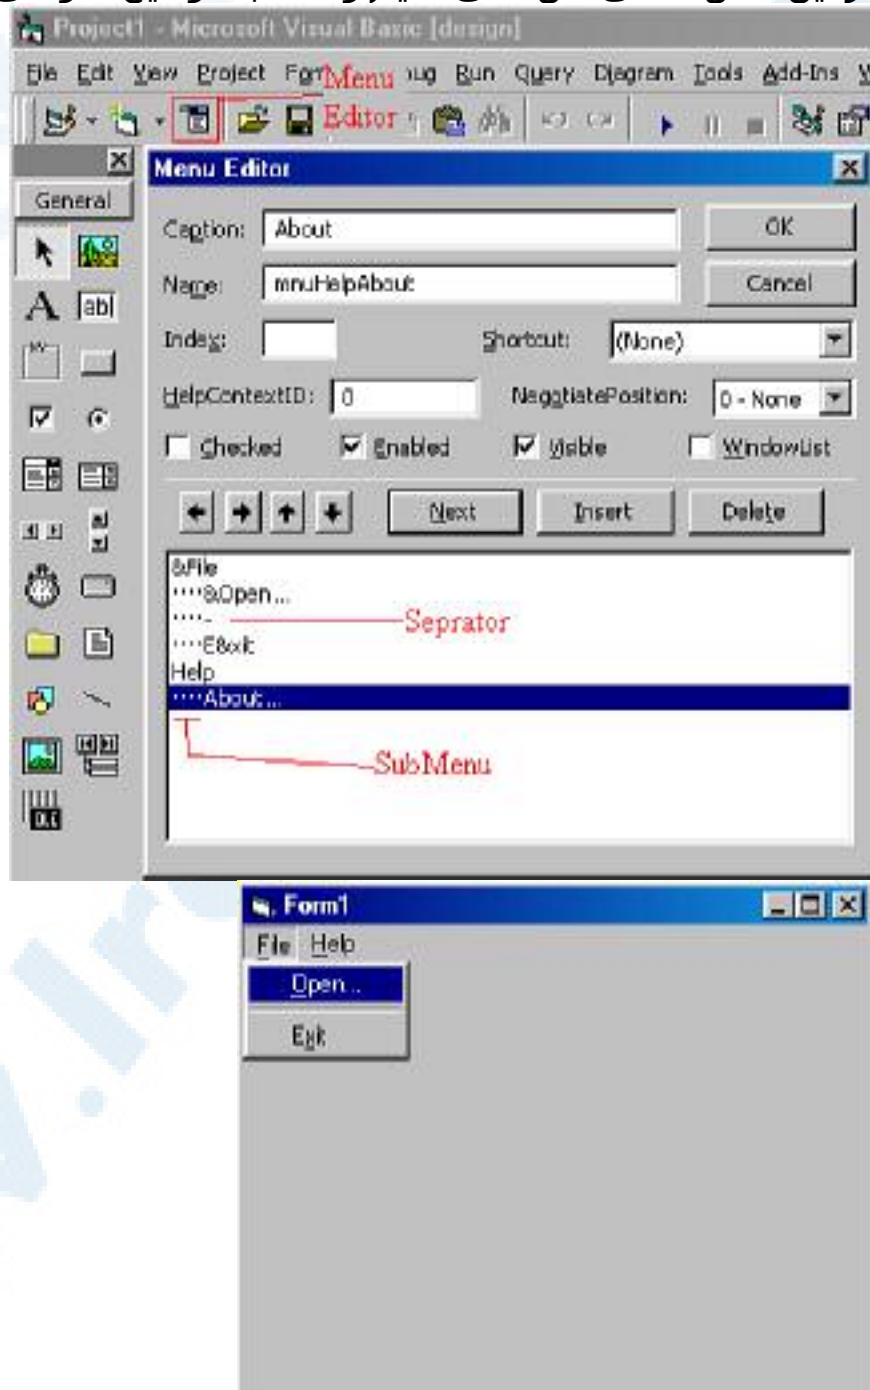 Project1 - Microsoft Visual Basic [design]
File Edit View Project Debug Run Query Diagram Tools Add-Ins
Menu
Editor
General
Menu Editor
Caption: About OK
Name: mnuHelpAbout Cancel
Index: Shortcut: (None)
HelpContextID: 0 NegotiatePosition: 0 - None
Checked Enabled Visible WindowList
Next Insert Delete
&File
····&Open...
····- Seprator
····E&xit
Help
····About...
SubMenu
Form1
File Help
Open...
Exit